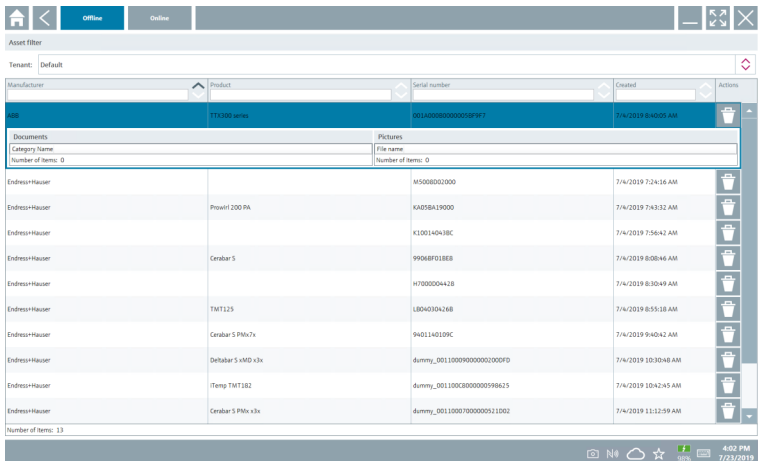 Offline Online
Asset filter
Tenant: Default
Manufacturer Product Serial number Created Actions
ABB TTX300 series 001A000B00000058F9F7 7/4/2019 8:40:05 AM
Documents Pictures
Category Name File name
Number of Items: 0 Number of Items: 0
Endress+Hauser M5008D02000 7/4/2019 7:24:16 AM
Endress+Hauser Prowirl 200 PA KA05BA19000 7/4/2019 7:43:32 AM
Endress+Hauser K10014043BC 7/4/2019 7:56:42 AM
Endress+Hauser Cerabar S 9906BF01BE8 7/4/2019 8:08:46 AM
Endress+Hauser H7000D04428 7/4/2019 8:30:49 AM
Endress+Hauser TMT125 LB04030426B 7/4/2019 8:55:18 AM
Endress+Hauser Cerabar S PMx7x 9401140109C 7/4/2019 9:40:42 AM
Endress+Hauser Deltabar S xMD x3x dummy_00110009000000200DFD 7/4/2019 10:30:48 AM
Endress+Hauser iTemp TMT182 dummy_001100C8000000598625 7/4/2019 10:42:45 AM
Endress+Hauser Cerabar S PMx x3x dummy_00110007000000521D02 7/4/2019 11:12:59 AM
Number of Items: 13
98% 4:02 PM
7/23/2019